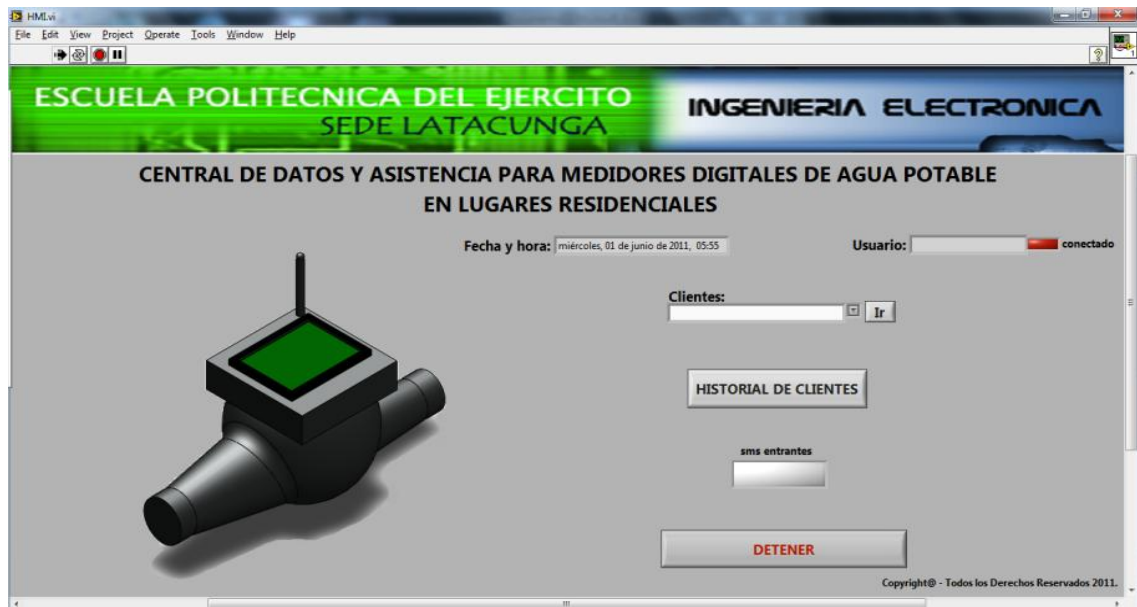 HMI.vi
File Edit View Project Operate Tools Window Help
ESCUELA POLITECNICA DEL EJERCITO
SEDE LATACUNGA
INGENIERIA ELECTRONICA
CENTRAL DE DATOS Y ASISTENCIA PARA MEDIDORES DIGITALES DE AGUA POTABLE
EN LUGARES RESIDENCIALES
Fecha y hora: miércoles, 01 de junio de 2011, 05:55 Usuario: conectado
Clientes:
Ir
HISTORIAL DE CLIENTES
sms entrantes
DETENER
Copyright@ - Todos los Derechos Reservados 2011.